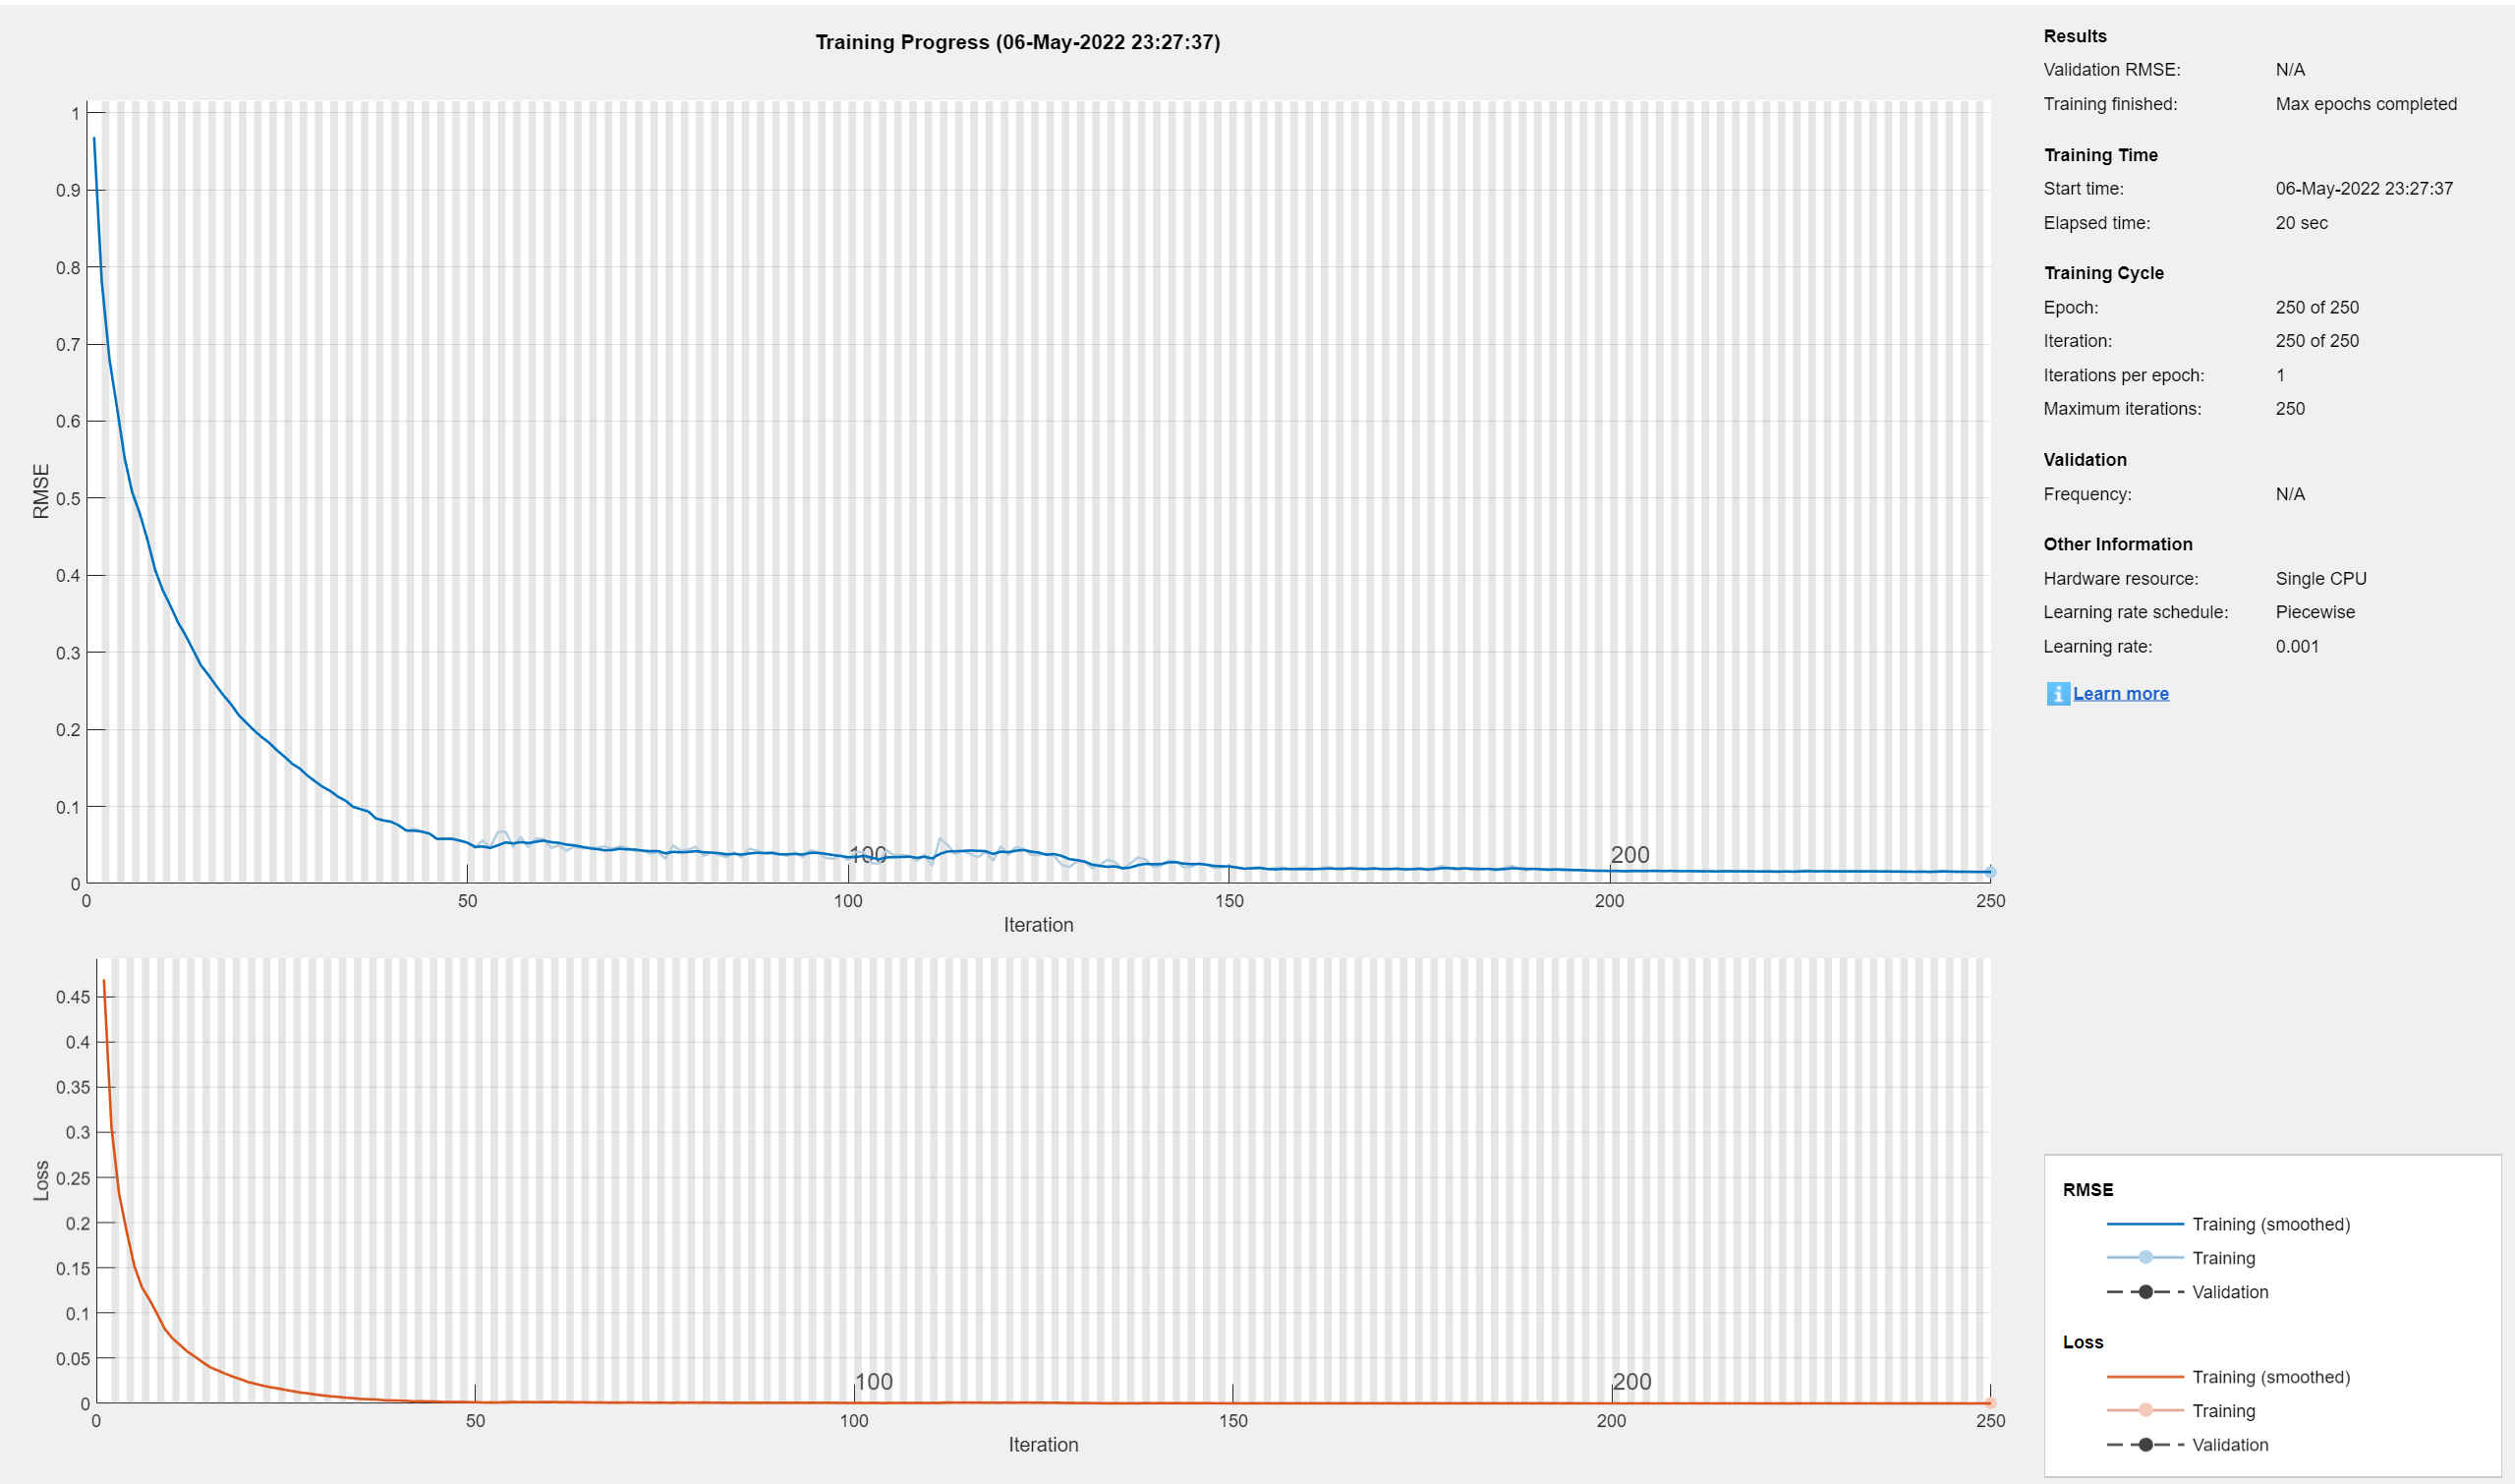 Training Progress (06-May-2022 23:27:37)
1
0.9
0.8
0.7
0.6
0.5
0.4
0.3
0.2
0.1
0
RMSE
100
200
0
50
100
150
200
250
Iteration
0.45
0.4
0.35
0.3
0.25
0.2
0.15
0.1
0.05
0
Loss
100
200
0
50
100
150
200
250
Iteration
Results
Validation RMSE: N/A
Training finished: Max epochs completed
Training Time
Start time: 06-May-2022 23:27:37
Elapsed time: 20 sec
Training Cycle
Epoch: 250 of 250
Iteration: 250 of 250
Iterations per epoch: 1
Maximum iterations: 250
Validation
Frequency: N/A
Other Information
Hardware resource: Single CPU
Learning rate schedule: Piecewise
Learning rate: 0.001
i Learn more
RMSE
Training (smoothed)
Training
Validation
Loss
Training (smoothed)
Training
Validation